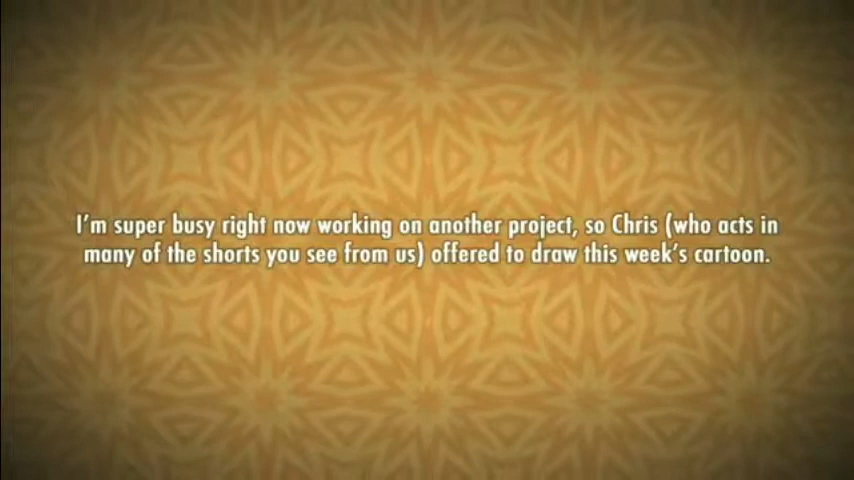 I'm super busy right now working on another project, so Chris (who acts in
many of the shorts you see from us) offered to draw this week's cartoon.